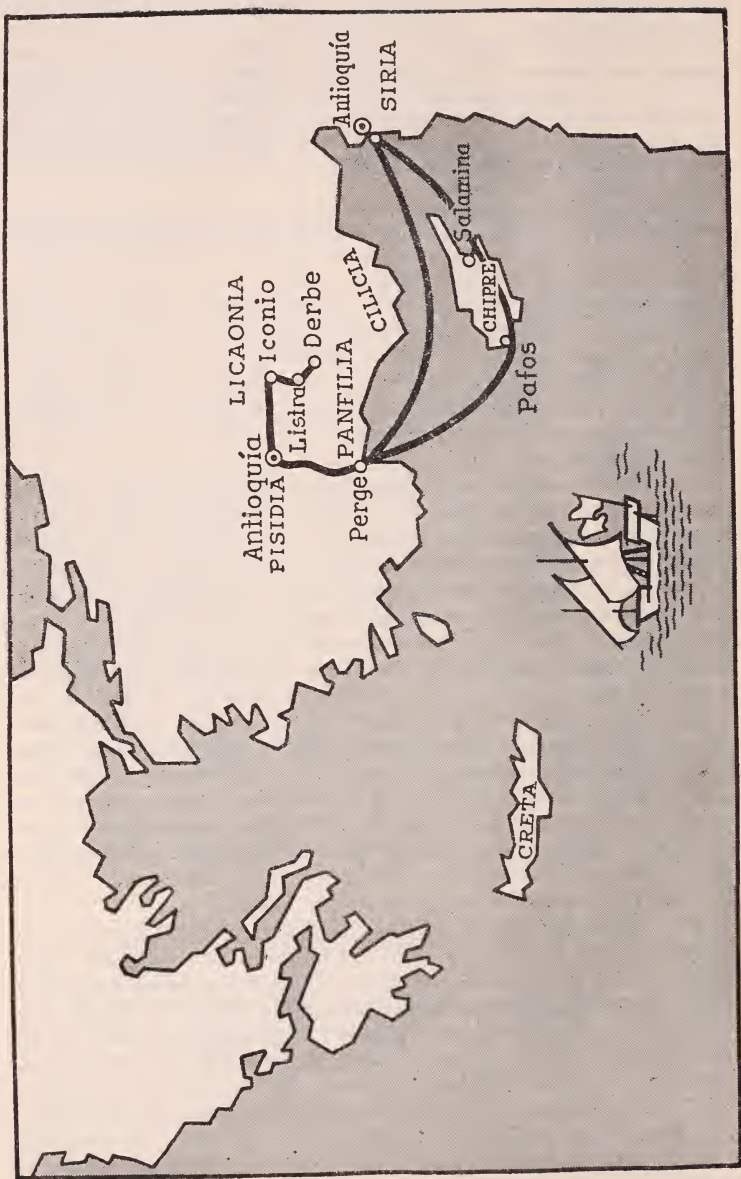 Antioquía
PISIDIA
LICAONIA
Iconio
Listra
Derbe
PANFILIA
Perge
CILICIA
Antioquía
SIRIA
Salamina
CHIPRE
Pafos
CRETA